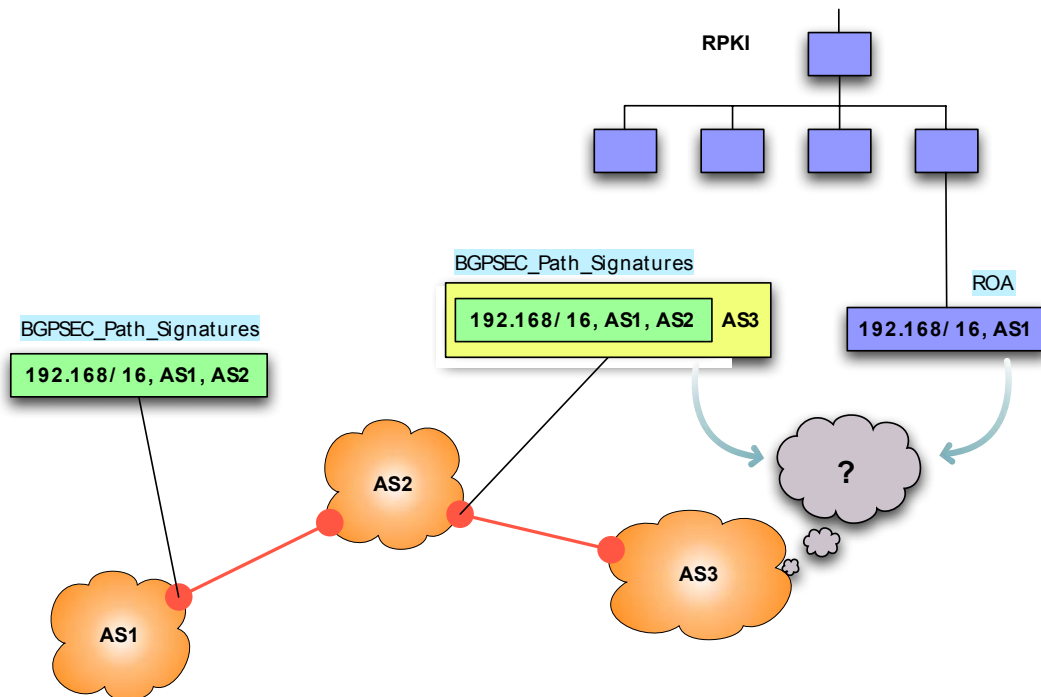 RPKI
BGPSEC_Path_Signatures
192.168/ 16, AS1, AS2
AS3
ROA
192.168/ 16, AS1
BGPSEC_Path_Signatures
192.168/ 16, AS1, AS2
AS2
?
AS3
AS1